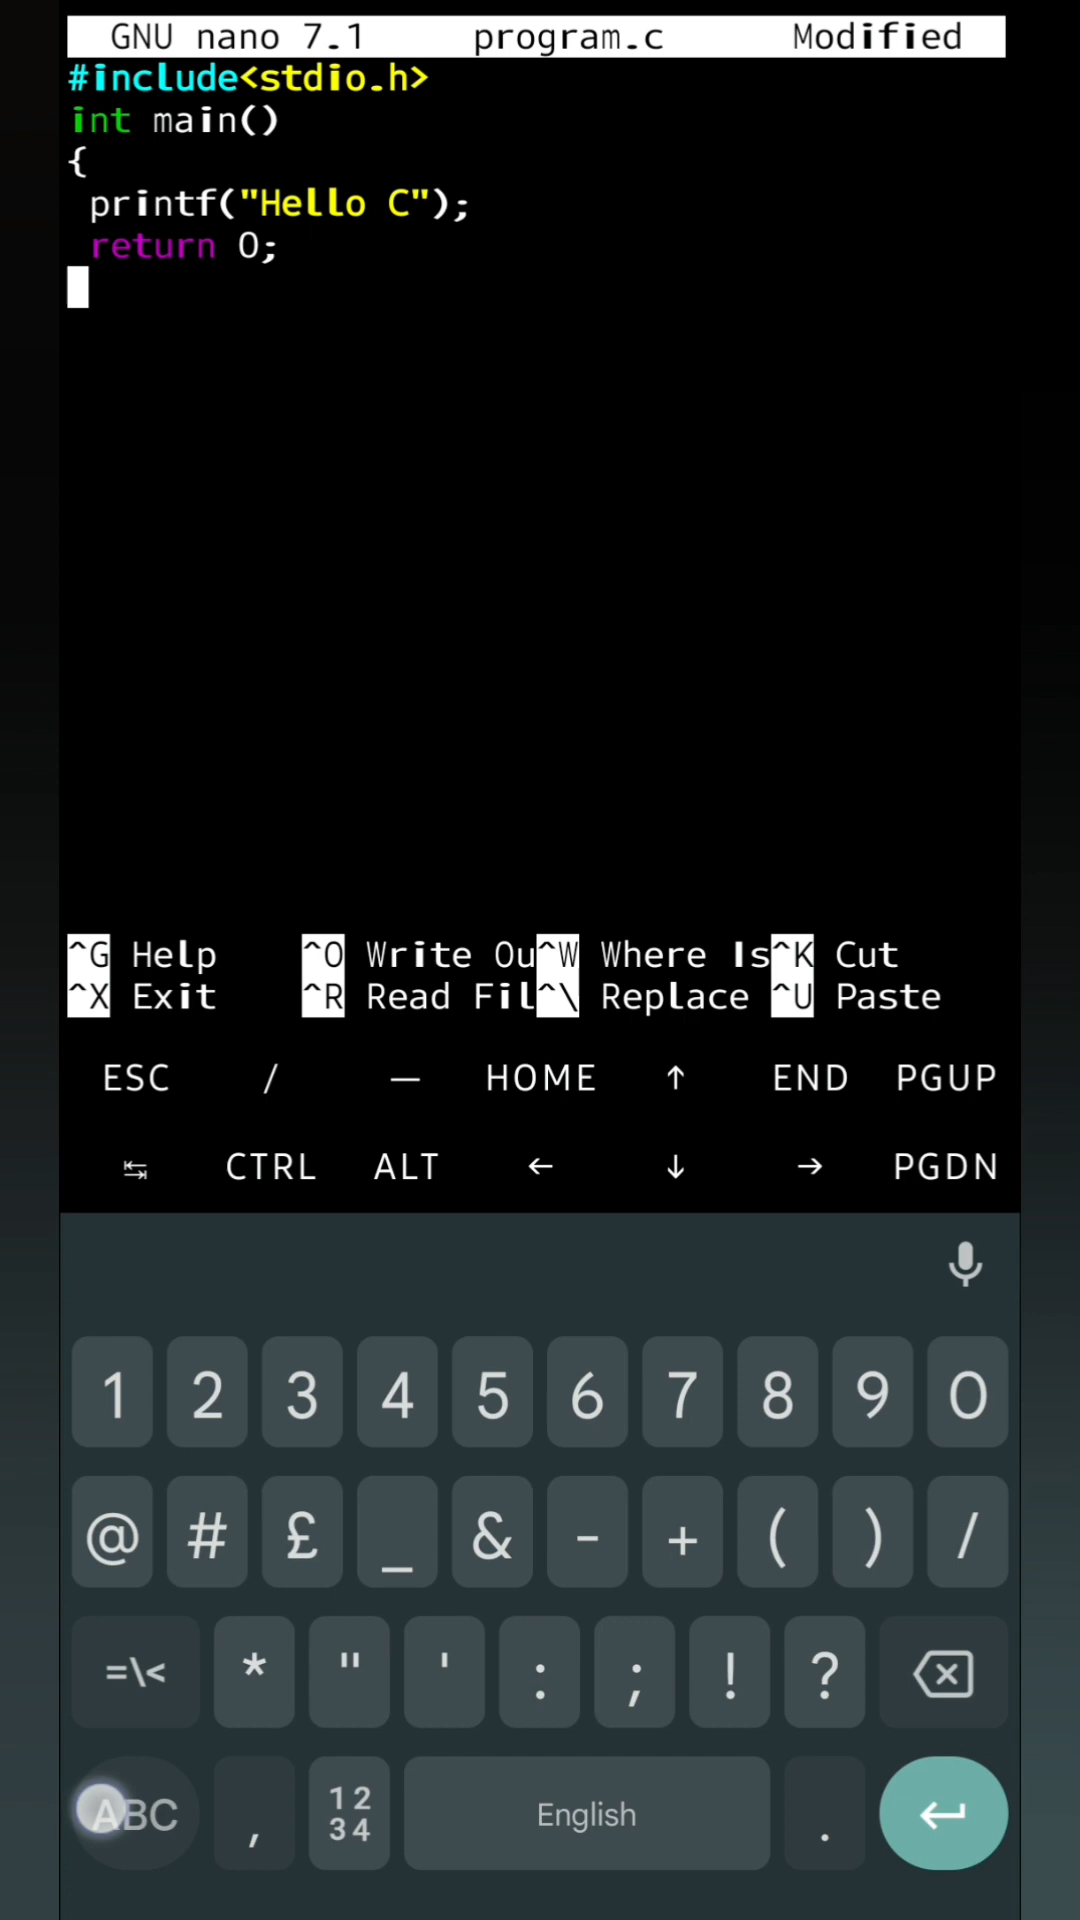 GNU nano 7.1 program.c Modified
#include<stdio.h>
int main()
{
 printf("Hello C");
 return 0;
^G Help ^O Write Ou^W Where Is^K Cut
^X Exit ^R Read Fil^\ Replace ^U Paste
ESC / — HOME ↑ END PGUP
↹ CTRL ALT ← ↓ → PGDN
1 2 3 4 5 6 7 8 9 0
@ # £ _ & - + ( ) /
=\< * " ' : ; ! ?
ABC , 12 34 English .